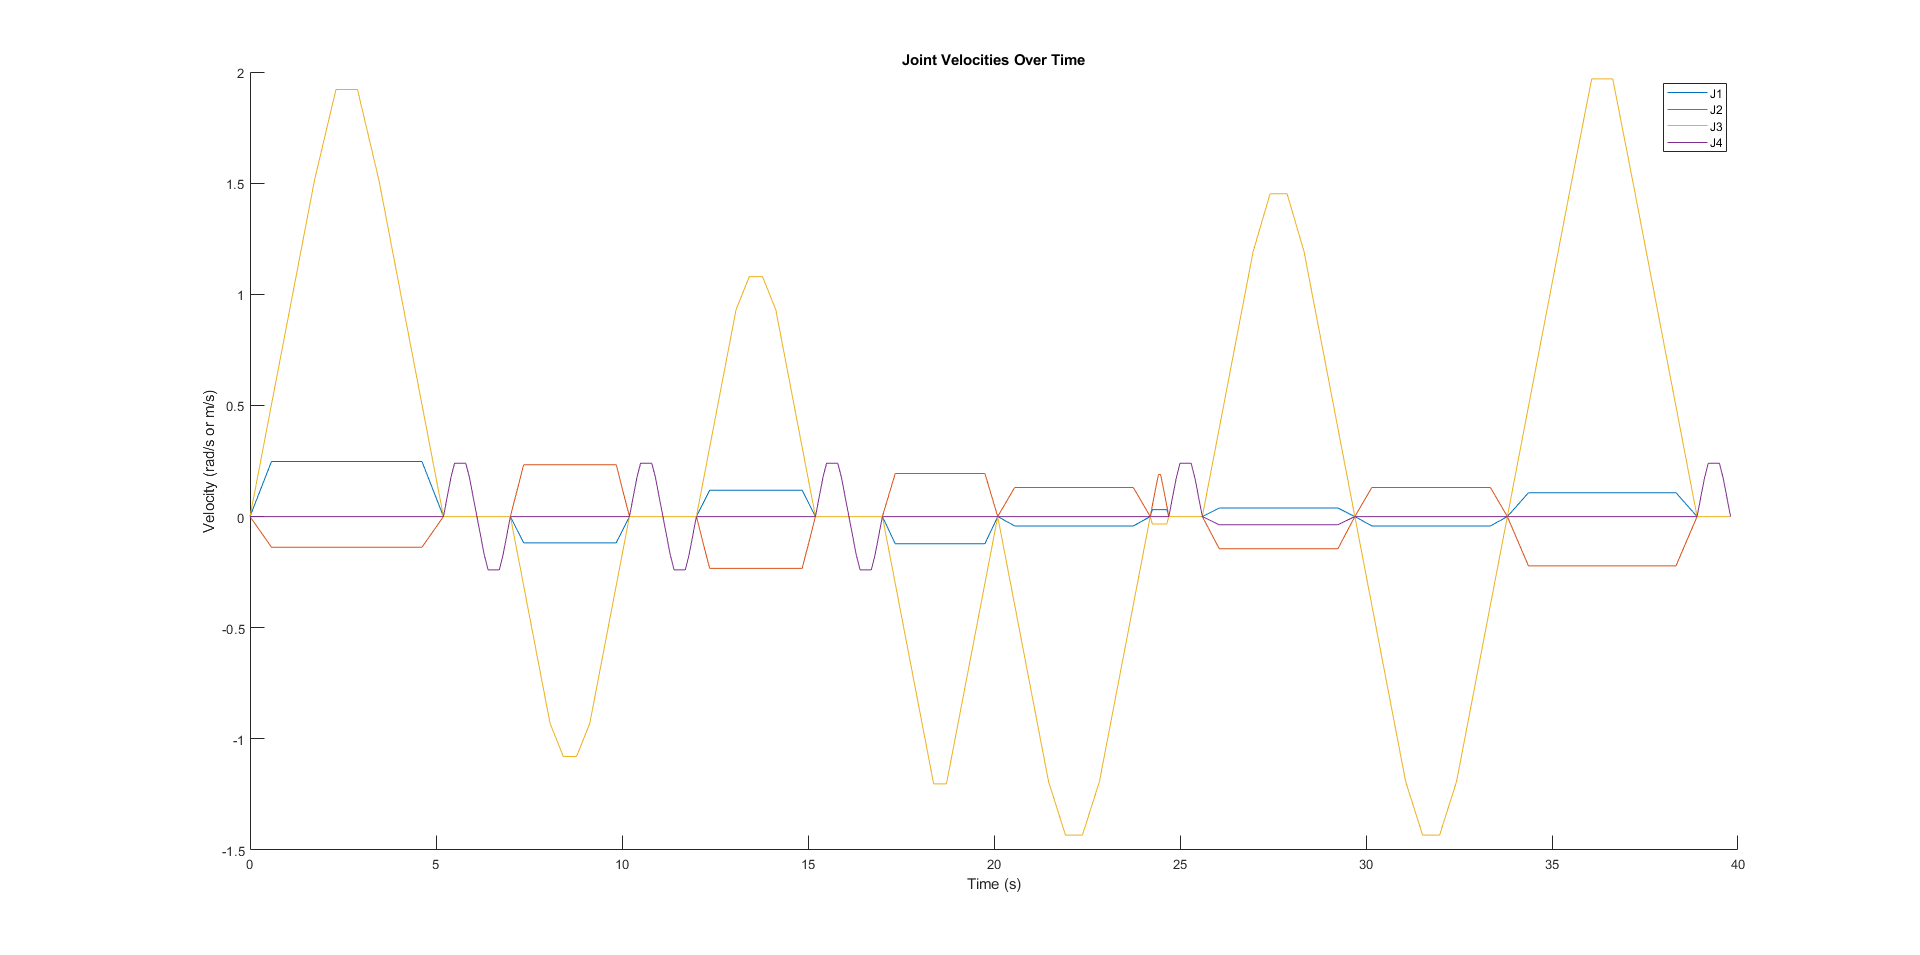 Joint Velocities Over Time
2
1.5
1
0.5
0
-0.5
-1
-1.5
Velocity (rad/s or m/s)
J1
J2
J3
J4
0 5 10 15 20 25 30 35 40
Time (s)